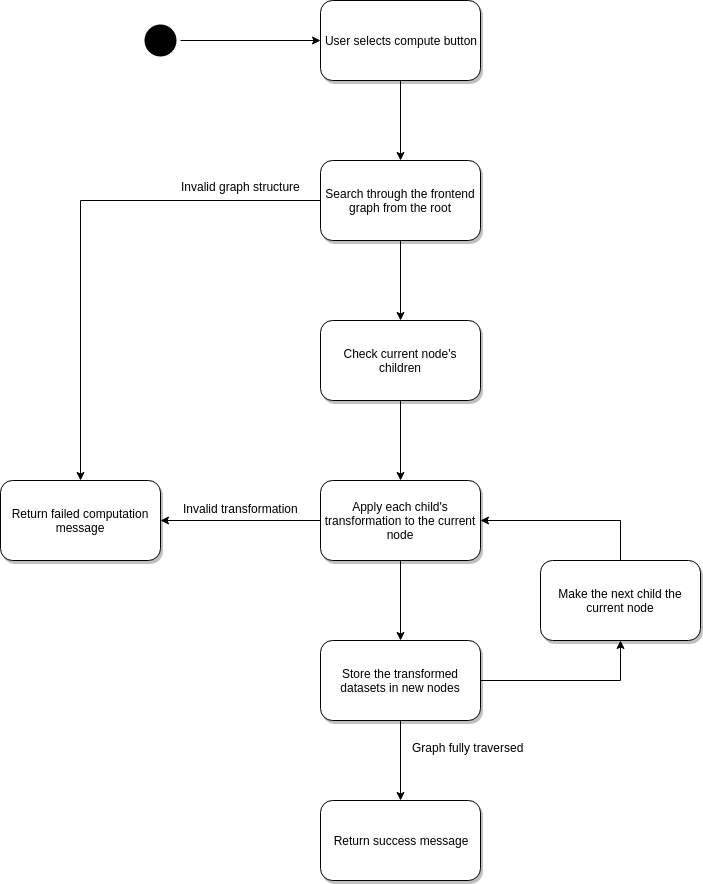 User selects compute button
Invalid graph structure
Search through the frontend
graph from the root
Check current node's
children
Return failed computation
message
Invalid transformation
Apply each child's
transformation to the current
node
Make the next child the
current node
Store the transformed
datasets in new nodes
Graph fully traversed
Return success message